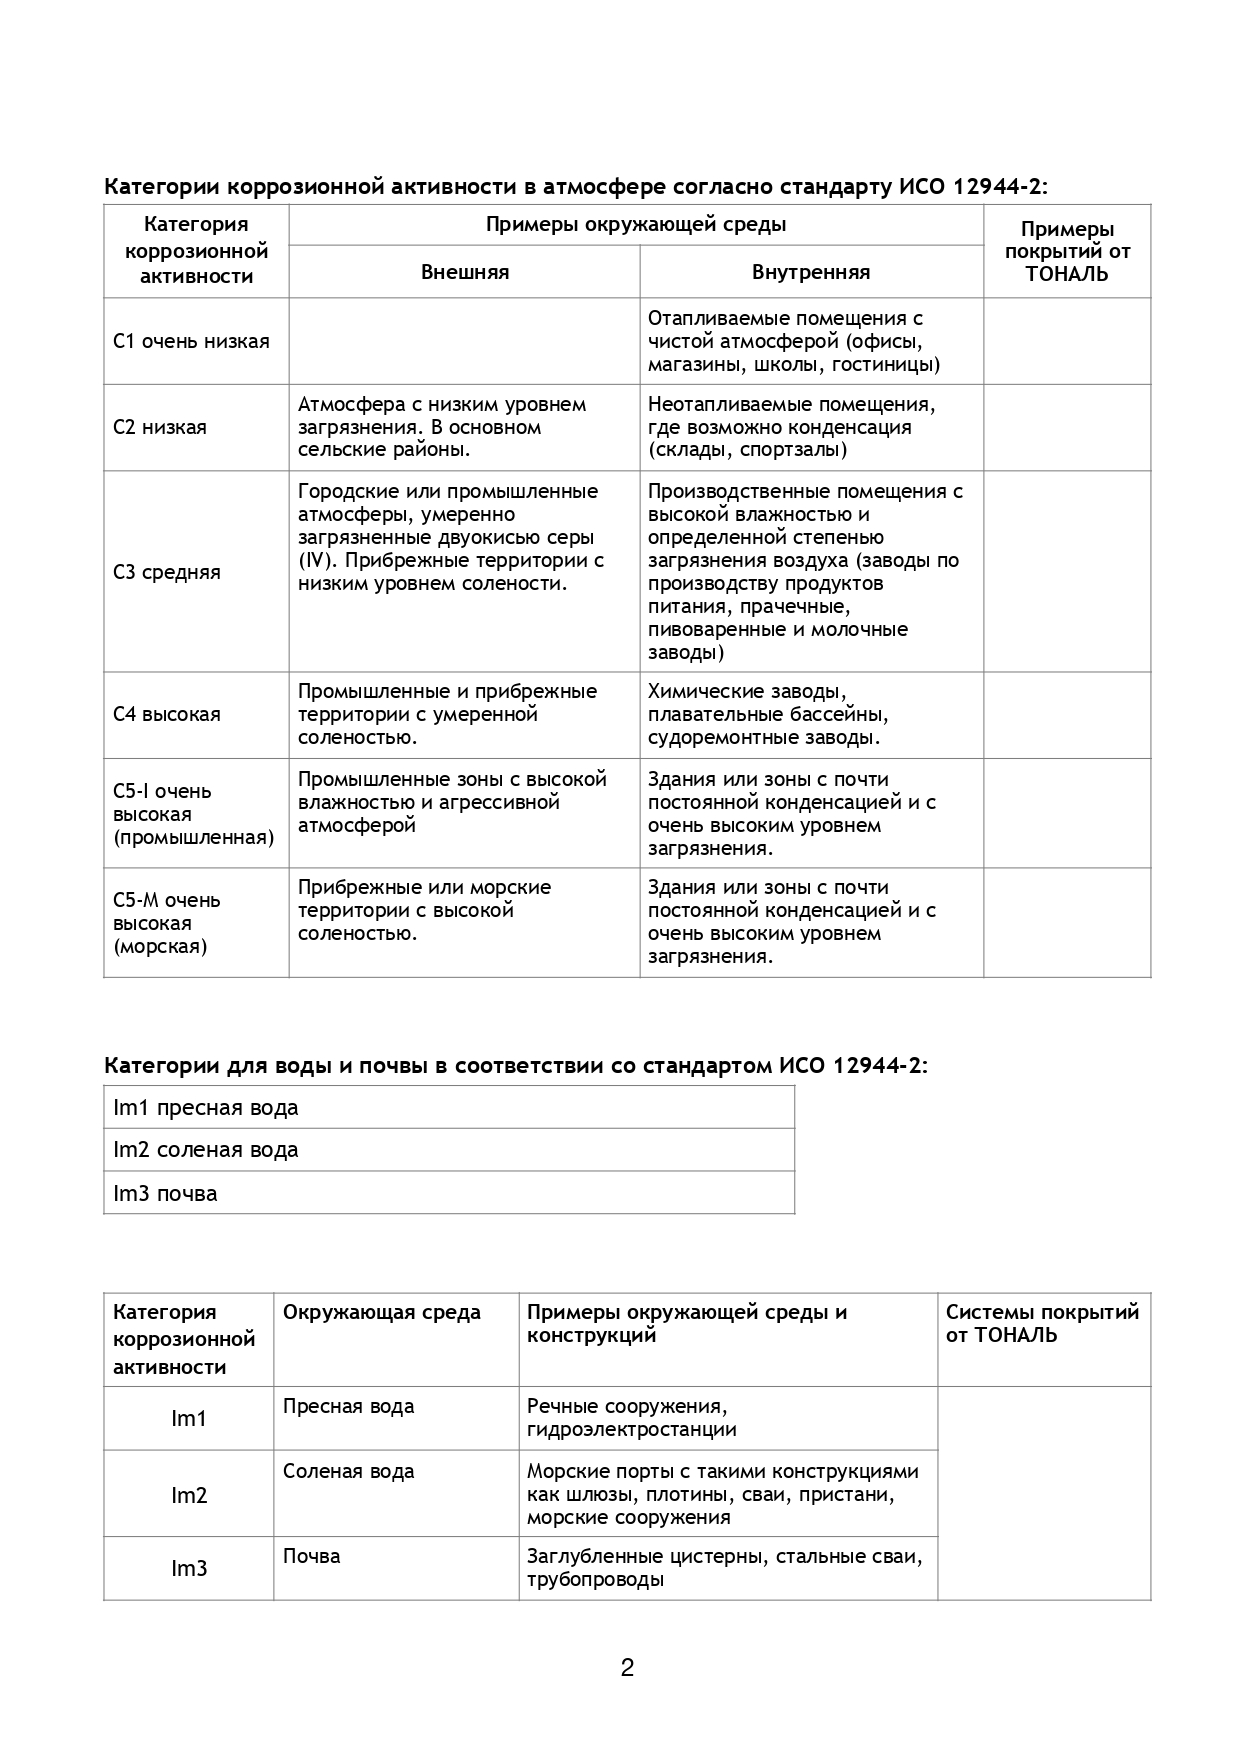 Категории коррозионной активности в атмосфере согласно стандарту ИСО 12944-2:
Категория
коррозионной
активности
Примеры окружающей среды
Примеры
покрытий от
ТОНАЛЬ
Внешняя
Внутренняя
С1 очень низкая
Отапливаемые помещения с
чистой атмосферой (офисы,
магазины, школы, гостиницы)
С2 низкая
Атмосфера с низким уровнем
загрязнения. В основном
сельские районы.
Неотапливаемые помещения,
где возможно конденсация
(склады, спортзалы)
С3 средняя
Городские или промышленные
атмосферы, умеренно
загрязненные двуокисью серы
(IV). Прибрежные территории с
низким уровнем солености.
Производственные помещения с
высокой влажностью и
определенной степенью
загрязнения воздуха (заводы по
производству продуктов
питания, прачечные,
пивоваренные и молочные
заводы)
С4 высокая
Промышленные и прибрежные
территории с умеренной
соленостью.
Химические заводы,
плавательные бассейны,
судоремонтные заводы.
С5-I очень
высокая
(промышленная)
Промышленные зоны с высокой
влажностью и агрессивной
атмосферой
Здания или зоны с почти
постоянной конденсацией и с
очень высоким уровнем
загрязнения.
С5-М очень
высокая
(морская)
Прибрежные или морские
территории с высокой
соленостью.
Здания или зоны с почти
постоянной конденсацией и с
очень высоким уровнем
загрязнения.
Категории для воды и почвы в соответствии со стандартом ИСО 12944-2:
Im1 пресная вода
Im2 соленая вода
Im3 почва
Категория
коррозионной
активности
Окружающая среда
Примеры окружающей среды и
конструкций
Системы покрытий
от ТОНАЛЬ
Im1
Пресная вода
Речные сооружения,
гидроэлектростанции
Im2
Соленая вода
Морские порты с такими конструкциями
как шлюзы, плотины, сваи, пристани,
морские сооружения
Im3
Почва
Заглубленные цистерны, стальные сваи,
трубопроводы
2